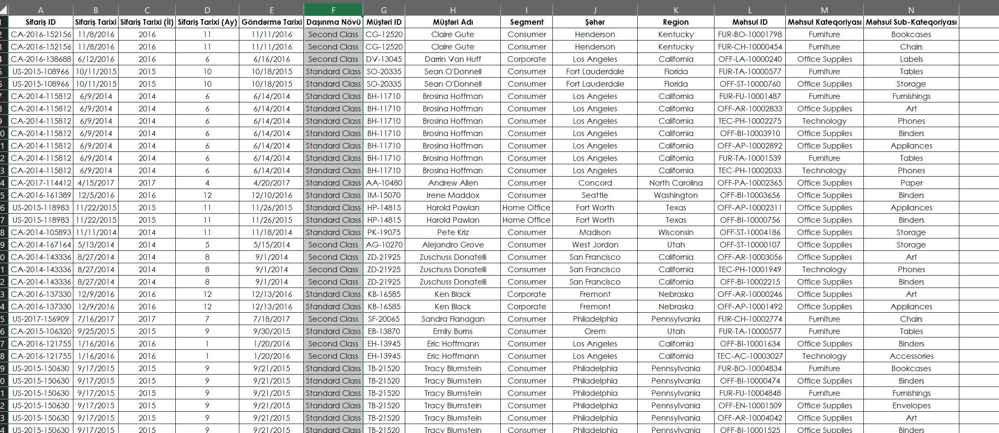 A B C D E F G H I J K L M N
1 Sifariş ID Sifariş Tarixi Sifariş Tarixi (İl) Sifariş Tarixi (Ay) Göndərmə Tarixi Daşınma Növü Müştəri ID Müştəri Adı Segment Şəhər Region Məhsul ID Məhsul Kateqoriyası Məhsul Sub-Kateqoriyası
2 CA-2016-152156 11/8/2016 2016 11 11/11/2016 Second Class CG-12520 Claire Gute Consumer Henderson Kentucky FUR-BO-10001798 Furniture Bookcases
3 CA-2016-152156 11/8/2016 2016 11 11/11/2016 Second Class CG-12520 Claire Gute Consumer Henderson Kentucky FUR-CH-10000454 Furniture Chairs
4 CA-2016-138688 6/12/2016 2016 6 6/16/2016 Second Class DV-13045 Darrin Van Huff Corporate Los Angeles California OFF-LA-10000240 Office Supplies Labels
5 US-2015-108966 10/11/2015 2015 10 10/18/2015 Standard Class SO-20335 Sean O'Donnell Consumer Fort Lauderdale Florida FUR-TA-10000577 Furniture Tables
6 US-2015-108966 10/11/2015 2015 10 10/18/2015 Standard Class SO-20335 Sean O'Donnell Consumer Fort Lauderdale Florida OFF-ST-10000760 Office Supplies Storage
7 CA-2014-115812 6/9/2014 2014 6 6/14/2014 Standard Class BH-11710 Brosina Hoffman Consumer Los Angeles California FUR-FU-10001487 Furniture Furnishings
8 CA-2014-115812 6/9/2014 2014 6 6/14/2014 Standard Class BH-11710 Brosina Hoffman Consumer Los Angeles California OFF-AR-10002833 Office Supplies Art
9 CA-2014-115812 6/9/2014 2014 6 6/14/2014 Standard Class BH-11710 Brosina Hoffman Consumer Los Angeles California TEC-PH-10002275 Technology Phones
0 CA-2014-115812 6/9/2014 2014 6 6/14/2014 Standard Class BH-11710 Brosina Hoffman Consumer Los Angeles California OFF-BI-10003910 Office Supplies Binders
1 CA-2014-115812 6/9/2014 2014 6 6/14/2014 Standard Class BH-11710 Brosina Hoffman Consumer Los Angeles California OFF-AP-10002892 Office Supplies Appliances
2 CA-2014-115812 6/9/2014 2014 6 6/14/2014 Standard Class BH-11710 Brosina Hoffman Consumer Los Angeles California FUR-TA-10001539 Furniture Tables
3 CA-2014-115812 6/9/2014 2014 6 6/14/2014 Standard Class BH-11710 Brosina Hoffman Consumer Los Angeles California TEC-PH-10002033 Technology Phones
4 CA-2017-114412 4/15/2017 2017 4 4/20/2017 Standard Class AA-10480 Andrew Allen Consumer Concord North Carolina OFF-PA-10002365 Office Supplies Paper
5 CA-2016-161389 12/5/2016 2016 12 12/10/2016 Standard Class IM-15070 Irene Maddox Consumer Seattle Washington OFF-BI-10003656 Office Supplies Binders
6 US-2015-118983 11/22/2015 2015 11 11/26/2015 Standard Class HP-14815 Harold Pawlan Home Office Fort Worth Texas OFF-AP-10002311 Office Supplies Appliances
7 US-2015-118983 11/22/2015 2015 11 11/26/2015 Standard Class HP-14815 Harold Pawlan Home Office Fort Worth Texas OFF-BI-10000756 Office Supplies Binders
8 CA-2014-105893 11/11/2014 2014 11 11/18/2014 Standard Class PK-19075 Pete Kriz Consumer Madison Wisconsin OFF-ST-10004186 Office Supplies Storage
9 CA-2014-167164 5/13/2014 2014 5 5/15/2014 Second Class AG-10270 Alejandro Grove Consumer West Jordan Utah OFF-ST-10000107 Office Supplies Storage
0 CA-2014-143336 8/27/2014 2014 8 9/1/2014 Second Class ZD-21925 Zuschuss Donatelli Consumer San Francisco California OFF-AR-10003056 Office Supplies Art
1 CA-2014-143336 8/27/2014 2014 8 9/1/2014 Second Class ZD-21925 Zuschuss Donatelli Consumer San Francisco California TEC-PH-10001949 Technology Phones
2 CA-2014-143336 8/27/2014 2014 8 9/1/2014 Second Class ZD-21925 Zuschuss Donatelli Consumer San Francisco California OFF-BI-10002215 Office Supplies Binders
3 CA-2016-137330 12/9/2016 2016 12 12/13/2016 Standard Class KB-16585 Ken Black Corporate Fremont Nebraska OFF-AR-10000246 Office Supplies Art
4 CA-2016-137330 12/9/2016 2016 12 12/13/2016 Standard Class KB-16585 Ken Black Corporate Fremont Nebraska OFF-AP-10001492 Office Supplies Appliances
5 US-2017-156909 7/16/2017 2017 7 7/18/2017 Second Class SF-20065 Sandra Flanagan Consumer Philadelphia Pennsylvania FUR-CH-10002774 Furniture Chairs
6 CA-2015-106320 9/25/2015 2015 9 9/30/2015 Standard Class EB-13870 Emily Burns Consumer Orem Utah FUR-TA-10000577 Furniture Tables
7 CA-2016-121755 1/16/2016 2016 1 1/20/2016 Second Class EH-13945 Eric Hoffmann Consumer Los Angeles California OFF-BI-10001634 Office Supplies Binders
8 CA-2016-121755 1/16/2016 2016 1 1/20/2016 Second Class EH-13945 Eric Hoffmann Consumer Los Angeles California TEC-AC-10003027 Technology Accessories
9 US-2015-150630 9/17/2015 2015 9 9/21/2015 Standard Class TB-21520 Tracy Blumstein Consumer Philadelphia Pennsylvania FUR-BO-10004834 Furniture Bookcases
0 US-2015-150630 9/17/2015 2015 9 9/21/2015 Standard Class TB-21520 Tracy Blumstein Consumer Philadelphia Pennsylvania OFF-BI-10000474 Office Supplies Binders
1 US-2015-150630 9/17/2015 2015 9 9/21/2015 Standard Class TB-21520 Tracy Blumstein Consumer Philadelphia Pennsylvania FUR-FU-10004848 Furniture Furnishings
2 US-2015-150630 9/17/2015 2015 9 9/21/2015 Standard Class TB-21520 Tracy Blumstein Consumer Philadelphia Pennsylvania OFF-EN-10001509 Office Supplies Envelopes
3 US-2015-150630 9/17/2015 2015 9 9/21/2015 Standard Class TB-21520 Tracy Blumstein Consumer Philadelphia Pennsylvania OFF-AR-10004042 Office Supplies Art
4 US-2015-150630 9/17/2015 2015 9 9/21/2015 Standard Class TB-21520 Tracy Blumstein Consumer Philadelphia Pennsylvania OFF-BI-10001525 Office Supplies Binders